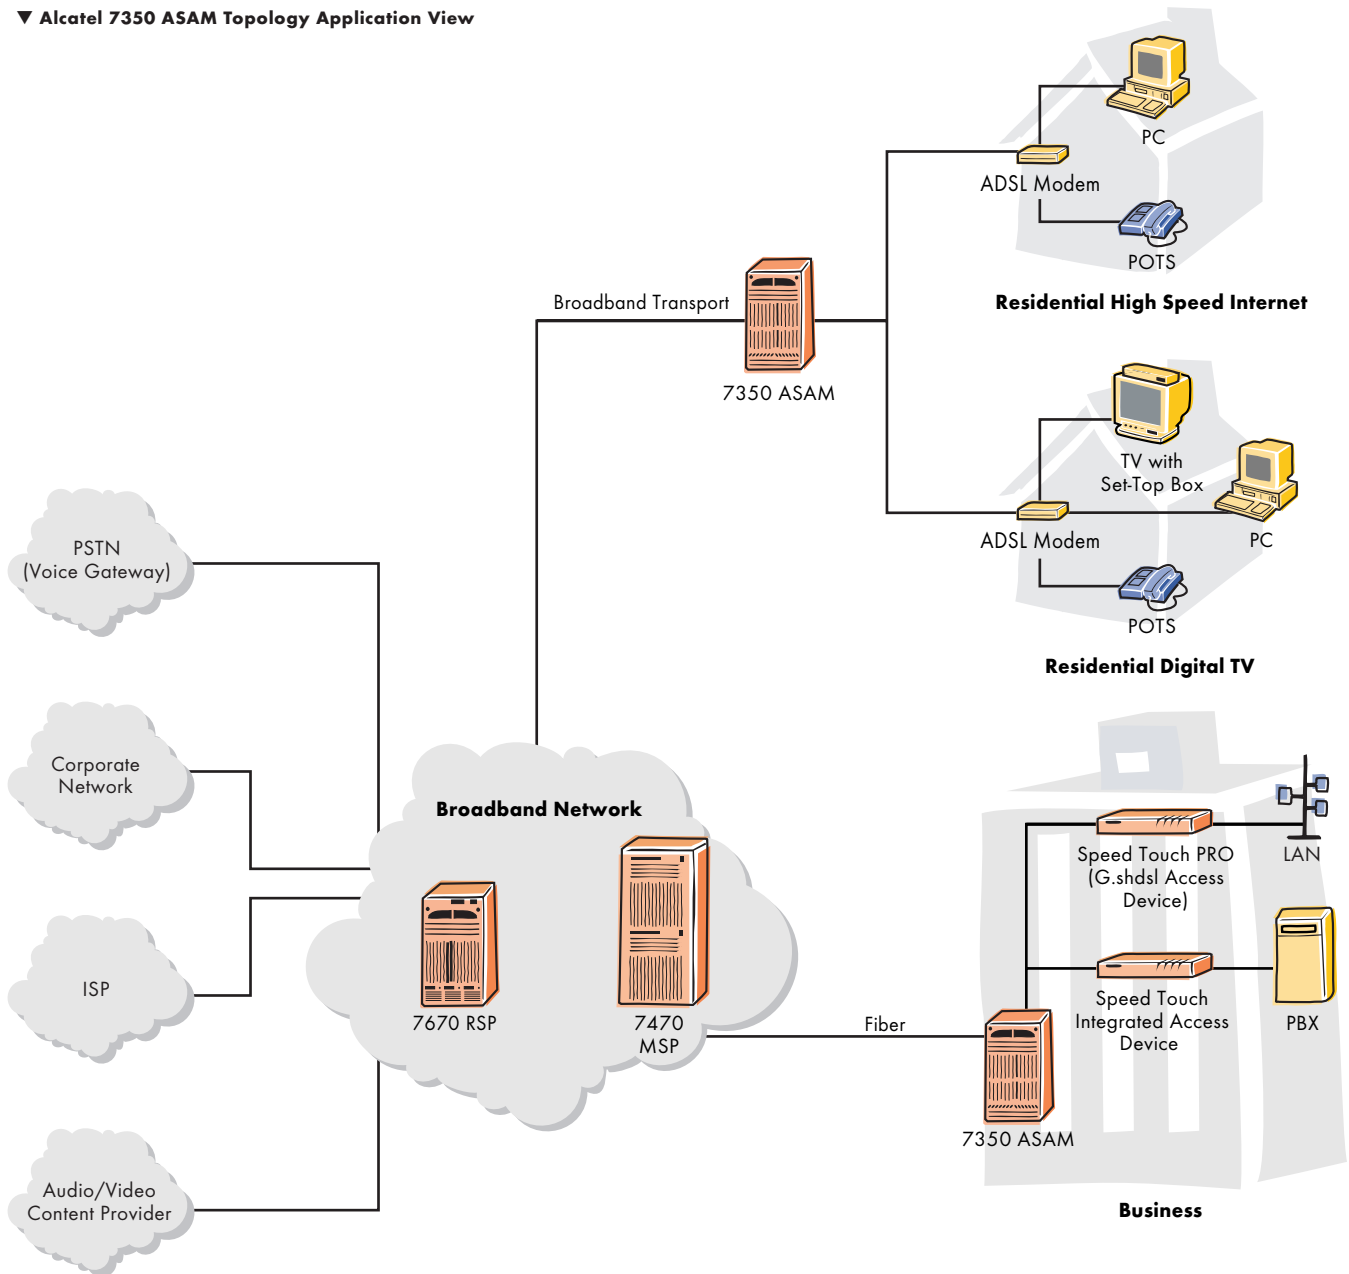 ▼ Alcatel 7350 ASAM Topology Application View
PC
ADSL Modem
POTS
Residential High Speed Internet
Broadband Transport
7350 ASAM
TV with
Set-Top Box
PC
ADSL Modem
POTS
Residential Digital TV
PSTN
(Voice Gateway)
Corporate
Network
ISP
Audio/Video
Content Provider
Broadband Network
7670 RSP
7470
MSP
Fiber
7350 ASAM
Speed Touch PRO
(G.shdsl Access
Device)
LAN
Speed Touch
Integrated Access
Device
PBX
Business